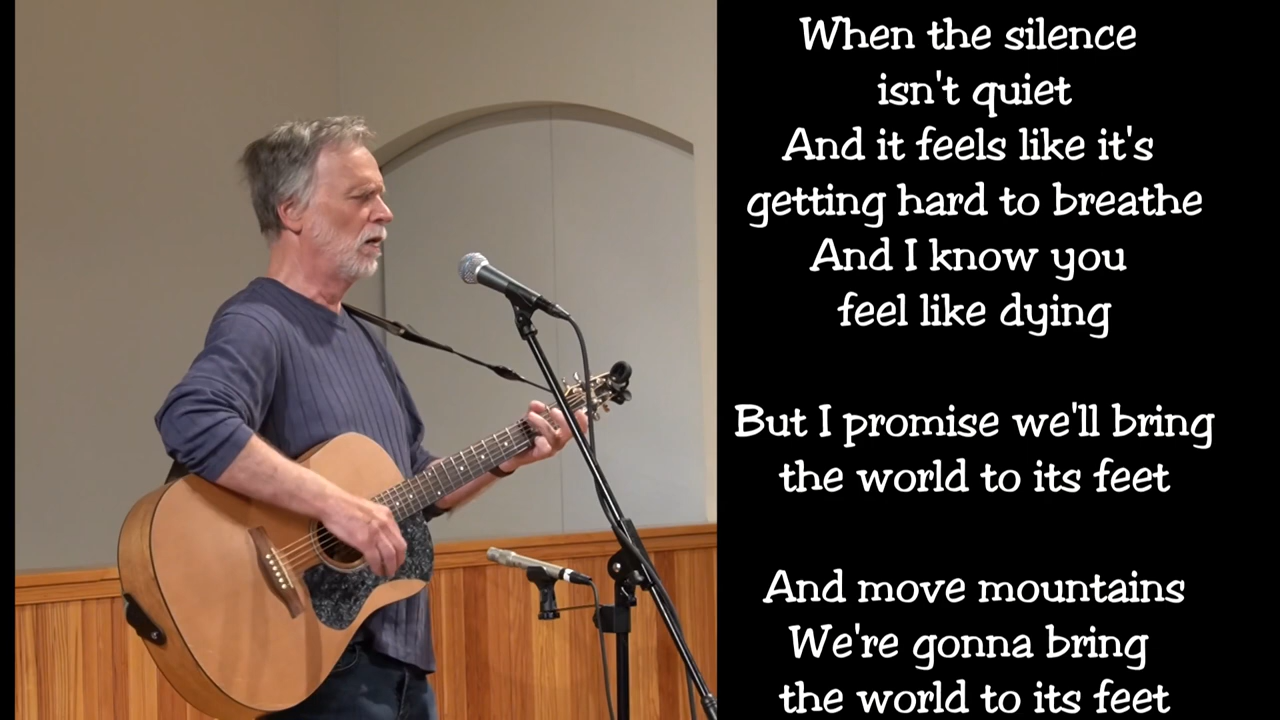 When the silence
isn't quiet
And it feels like it's
getting hard to breathe
And I know you
feel like dying
But I promise we'll bring
the world to its feet
And move mountains
We're gonna bring
the world to its feet